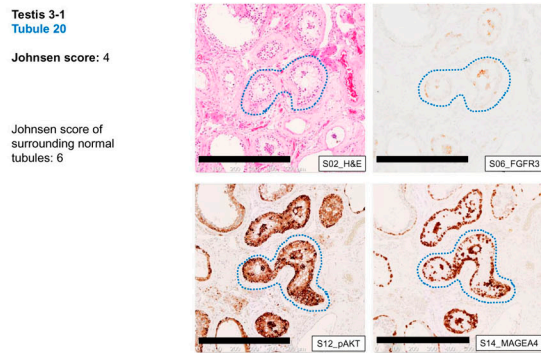 Testis 3-1
Tubule 20
Johnsen score: 4
Johnsen score of
surrounding normal
tubules: 6
S02_H&E
S06_FGFR3
S12_pAKT
S14_MAGEA4